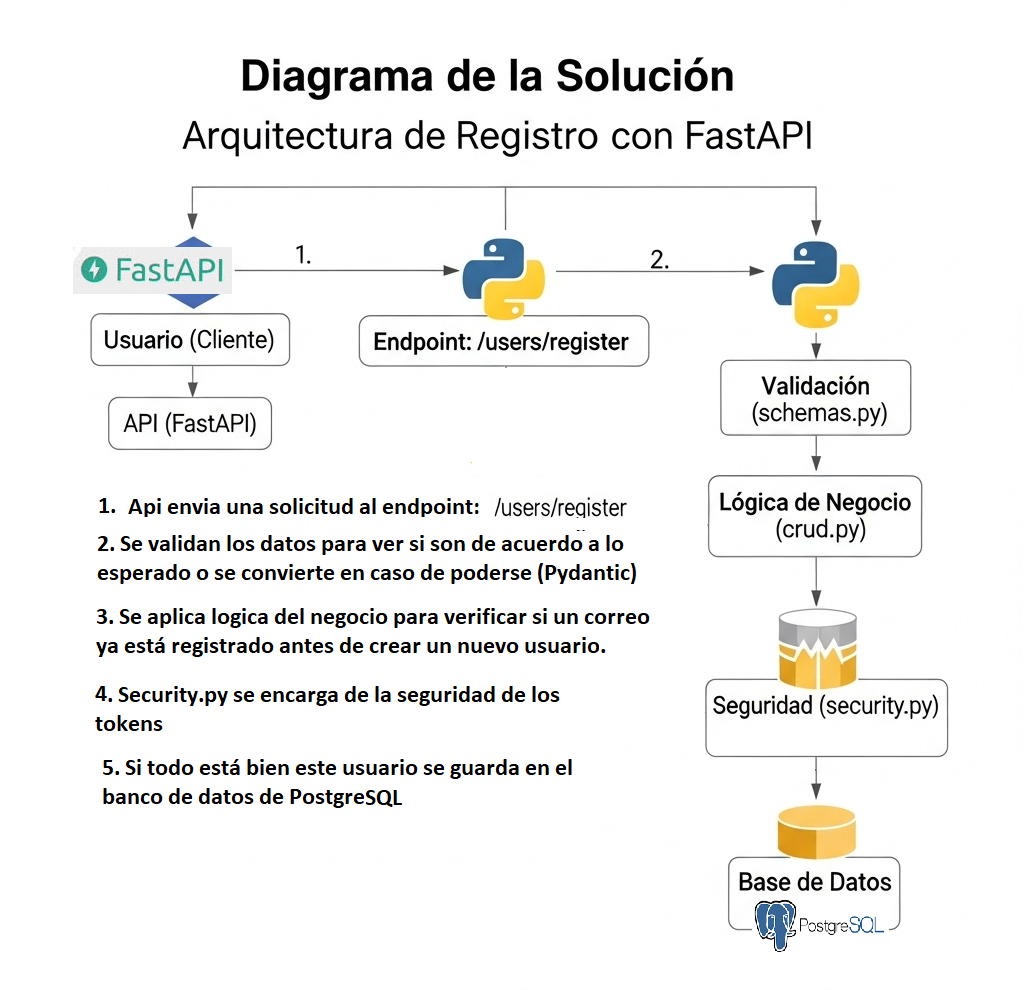 Diagrama de la Solución
Arquitectura de Registro con FastAPI
1.
2.
FastAPI
Usuario (Cliente)
API (FastAPI)
Endpoint: /users/register
Validación
(schemas.py)
Lógica de Negocio
(crud.py)
Seguridad (security.py)
Base de Datos
PostgreSQL
1. Api envia una solicitud al endpoint: /users/register
2. Se validan los datos para ver si son de acuerdo a lo
esperado o se convierte en caso de poderse (Pydantic)
3. Se aplica logica del negocio para verificar si un correo
ya está registrado antes de crear un nuevo usuario.
4. Security.py se encarga de la seguridad de los
tokens
5. Si todo está bien este usuario se guarda en el
banco de datos de PostgreSQL